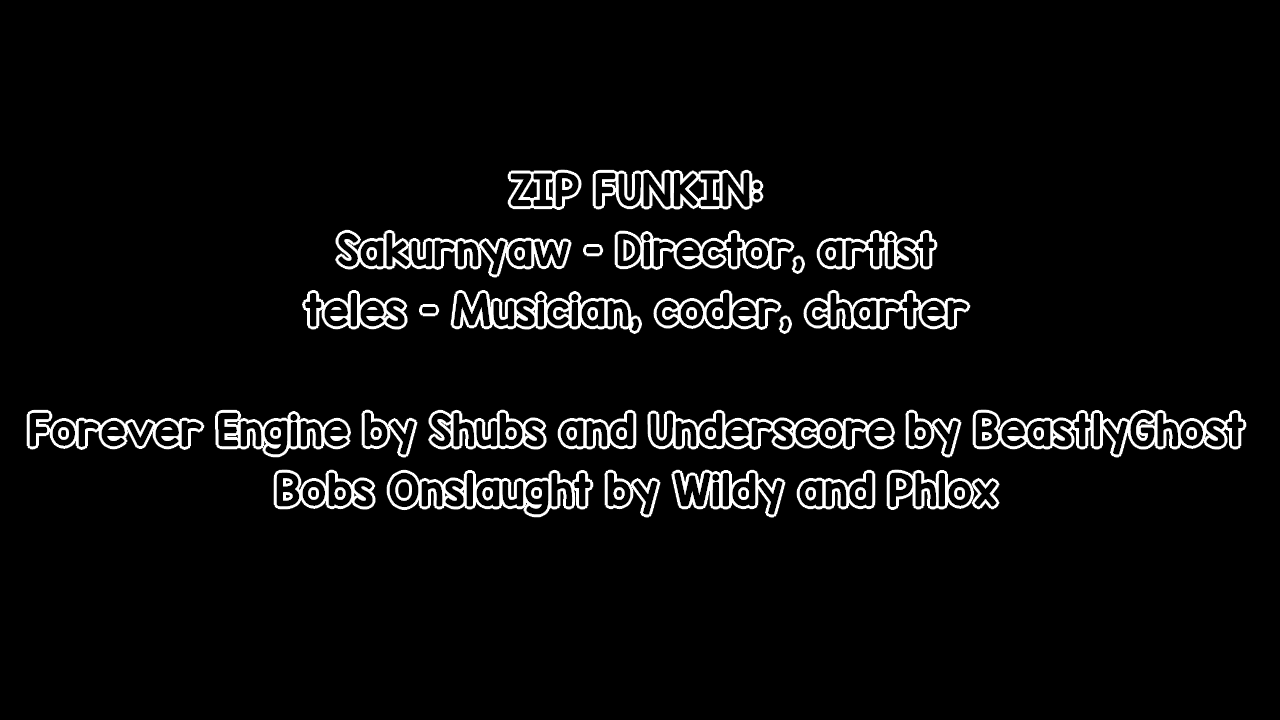 ZIP FUNKIN:
Sakurnyaw - Director, artist
teles - Musician, coder, charter
Forever Engine by Shubs and Underscore by BeastlyGhost
Bobs Onslaught by Wildy and Phlox